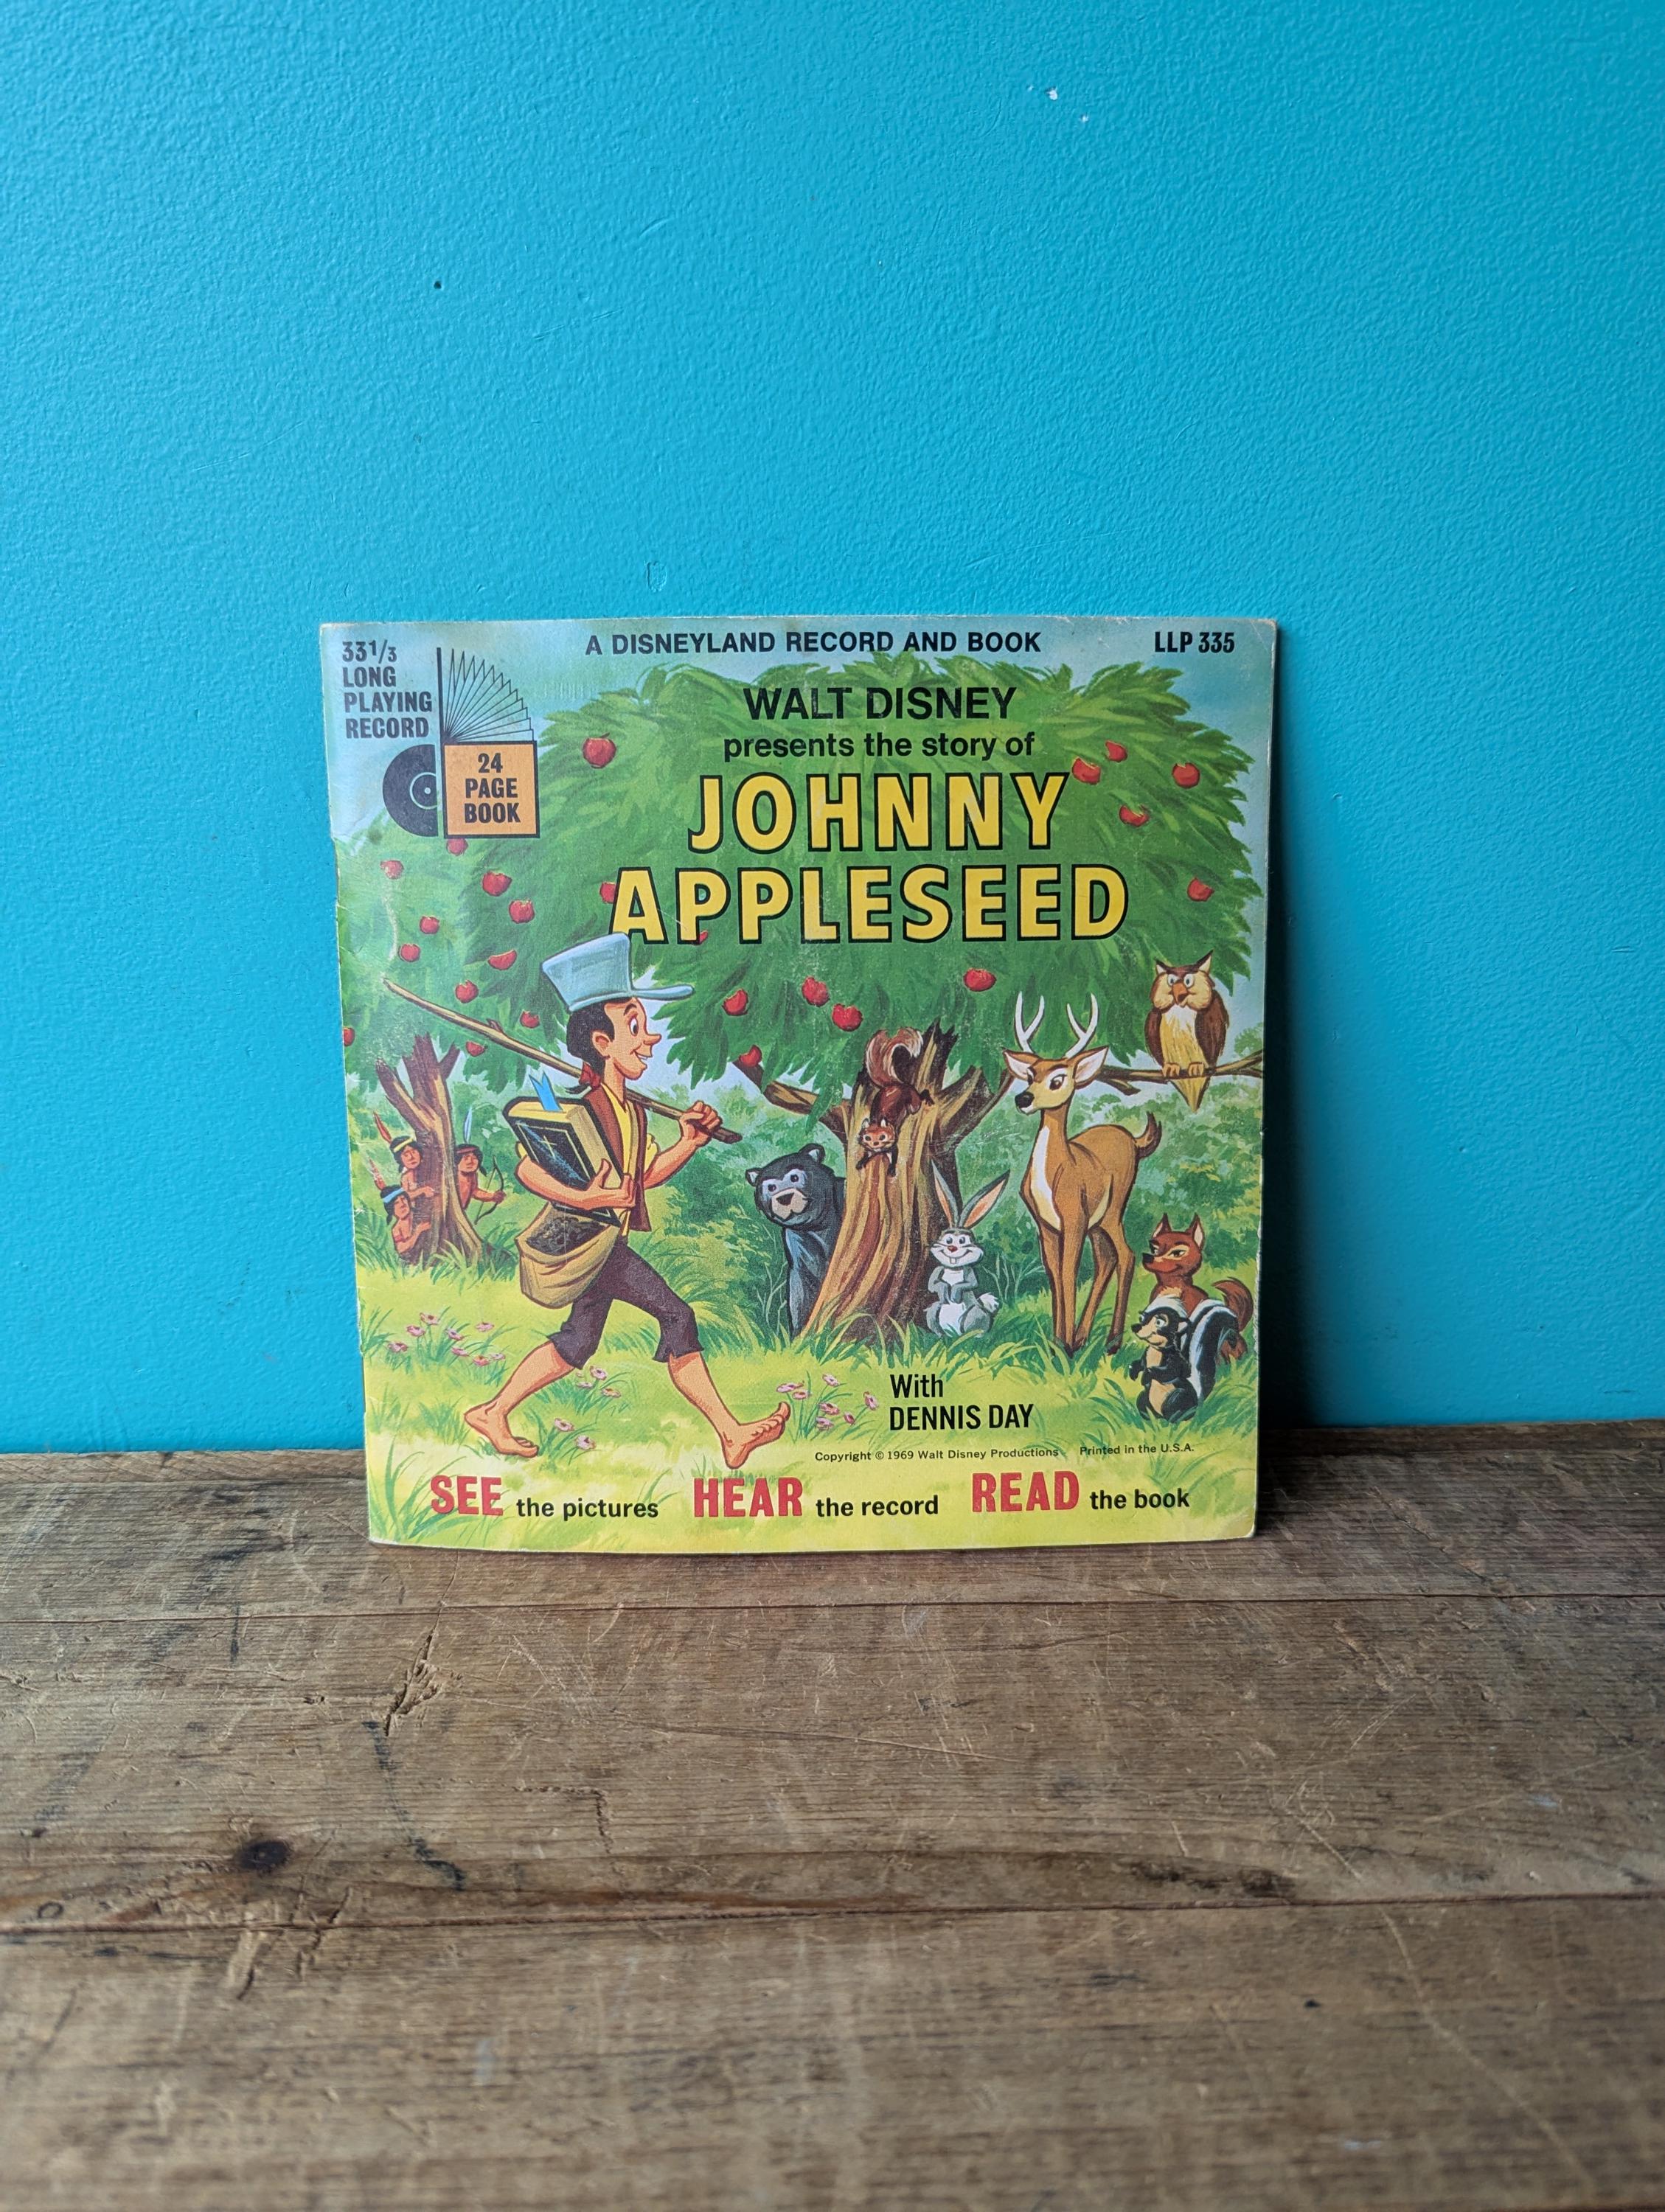 33 1/3
LONG
PLAYING
RECORD
24
PAGE
BOOK
A DISNEYLAND RECORD AND BOOK
LLP 335
WALT DISNEY
presents the story of
JOHNNY
APPLESEED
With
DENNIS DAY
Copyright © 1969 Walt Disney Productions Printed in the U.S.A.
SEE the pictures HEAR the record READ the book